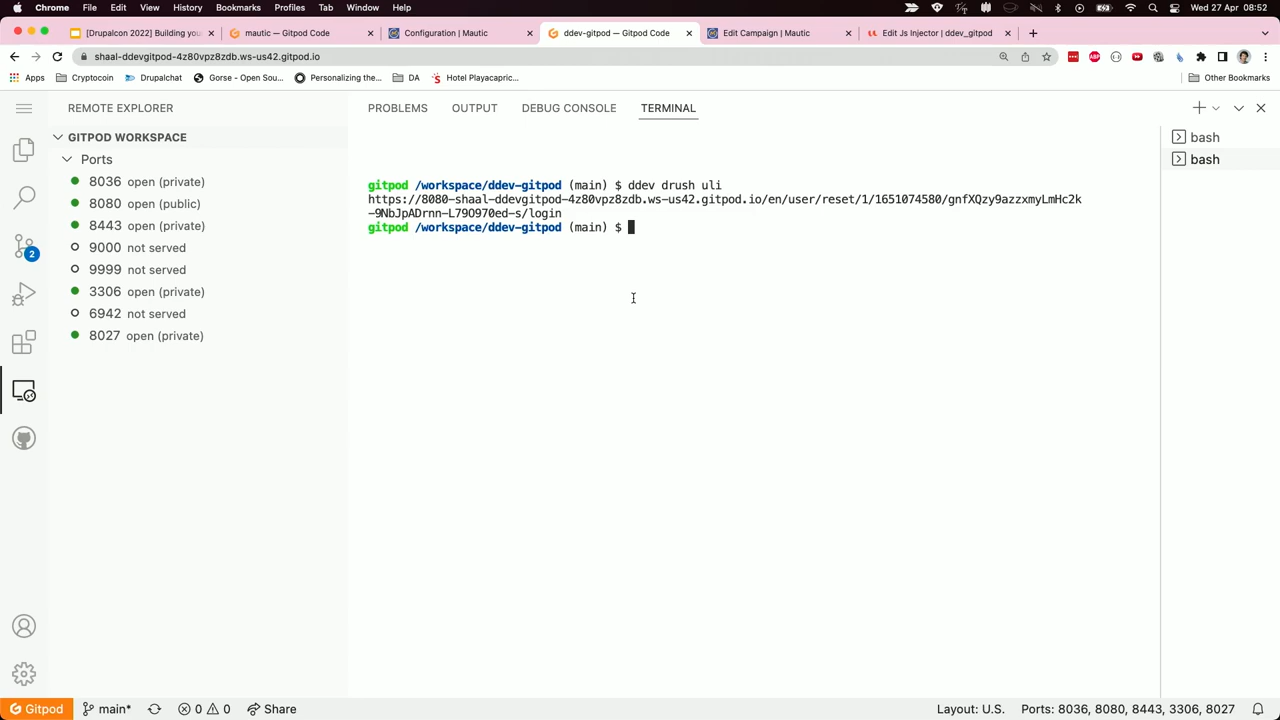 Chrome File Edit View History Bookmarks Profiles Tab Window Help Wed 27 Apr 08:52
[Drupalcon 2022] Building you
mautic — Gitpod Code
Configuration | Mautic
ddev-gitpod — Gitpod Code
Edit Campaign | Mautic
Edit Js Injector | ddev_gitpod
shaal-ddevgitpod-4z80vpz8zdb.ws-us42.gitpod.io
Apps Cryptocoin Drupalchat Gorse - Open Sou... Personalizing the... DA Hotel Playacapric... Other Bookmarks
REMOTE EXPLORER
PROBLEMS OUTPUT DEBUG CONSOLE TERMINAL
GITPOD WORKSPACE
Ports
8036 open (private)
8080 open (public)
8443 open (private)
9000 not served
9999 not served
3306 open (private)
6942 not served
8027 open (private)
2
gitpod /workspace/ddev-gitpod (main) $ ddev drush uli
https://8080-shaal-ddevgitpod-4z80vpz8zdb.ws-us42.gitpod.io/en/user/reset/1/1651074580/gnfXQzy9azzxmyLmHc2k
-9NbJpADrnn-L79O970ed-s/login
gitpod /workspace/ddev-gitpod (main) $
bash
bash
Gitpod main* 0 0 Share Layout: U.S. Ports: 8036, 8080, 8443, 3306, 8027